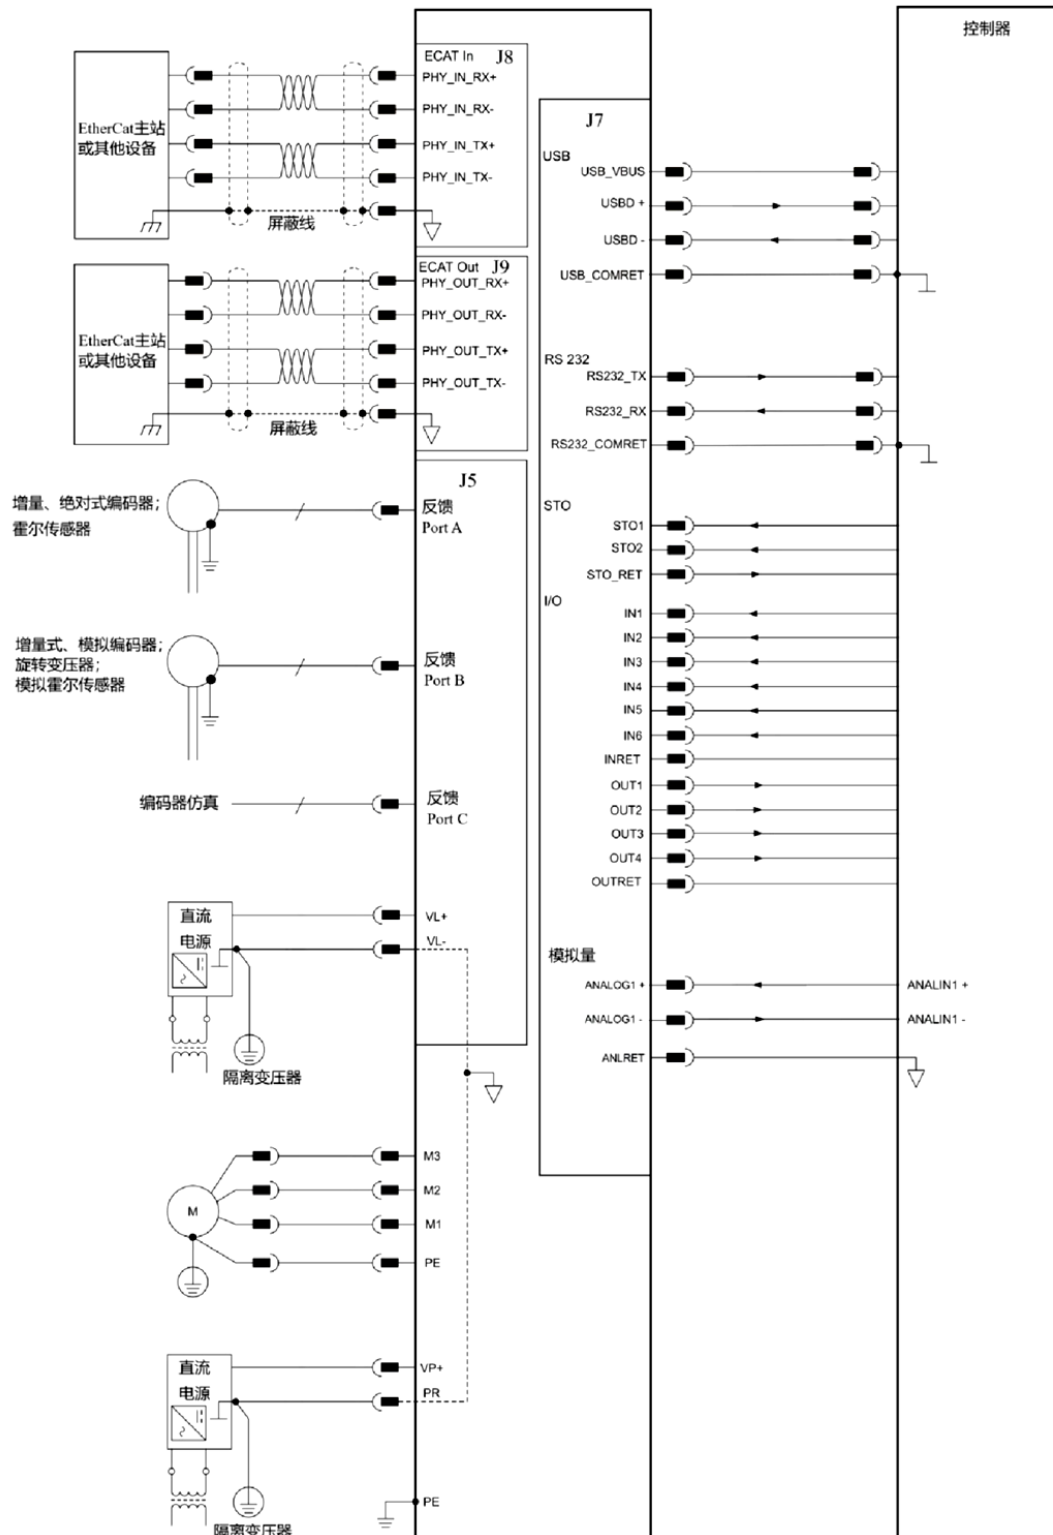 控制器
ECAT In J8
PHY_IN_RX+
PHY_IN_RX-
PHY_IN_TX+
PHY_IN_TX-
EtherCat主站
或其他设备
屏蔽线
ECAT Out J9
PHY_OUT_RX+
PHY_OUT_RX-
PHY_OUT_TX+
PHY_OUT_TX-
EtherCat主站
或其他设备
屏蔽线
J5
增量、绝对式编码器；
霍尔传感器
反馈
Port A
增量式、模拟编码器；
旋转变压器；
模拟霍尔传感器
反馈
Port B
编码器仿真
反馈
Port C
直流
电源
VL+
VL-
隔离变压器
M
M3
M2
M1
PE
直流
电源
VP+
PR
隔离变压器
PE
J7
USB
USB_VBUS
USBD +
USBD -
USB_COMRET
RS 232
RS232_TX
RS232_RX
RS232_COMRET
STO
STO1
STO2
STO_RET
I/O
IN1
IN2
IN3
IN4
IN5
IN6
INRET
OUT1
OUT2
OUT3
OUT4
OUTRET
模拟量
ANALOG1 +
ANALOG1 -
ANLRET
ANALIN1 +
ANALIN1 -